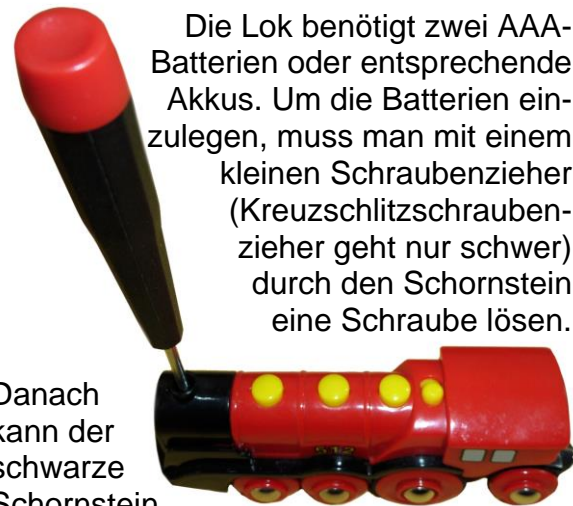 Die Lok benötigt zwei AAA-
Batterien oder entsprechende
Akkus. Um die Batterien ein-
zulegen, muss man mit einem
kleinen Schraubenzieher
(Kreuzschlitzschrauben-
zieher geht nur schwer)
durch den Schornstein
eine Schraube lösen.
Danach
kann der
schwarze
Schornstein